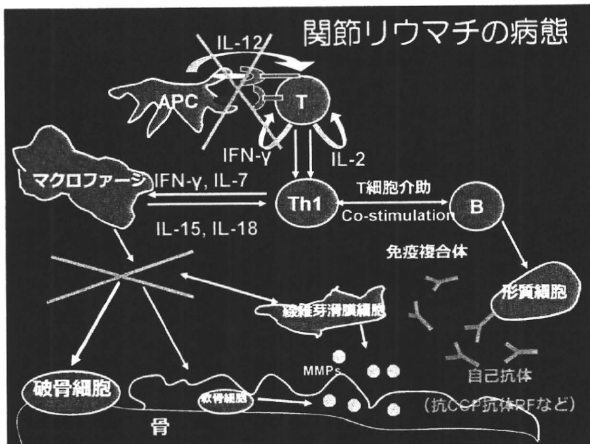 関節リウマチの病態
IL-12
APC
T
IFN-γ
IL-2
マクロファージ
IFN-γ, IL-7
Th1
T細胞介助
Co-stimulation
B
IL-15, IL-18
免疫複合体
形質細胞
線維芽滑膜細胞
MMPs
破骨細胞
軟骨細胞
自己抗体
(抗CCP抗体RFなど)
骨